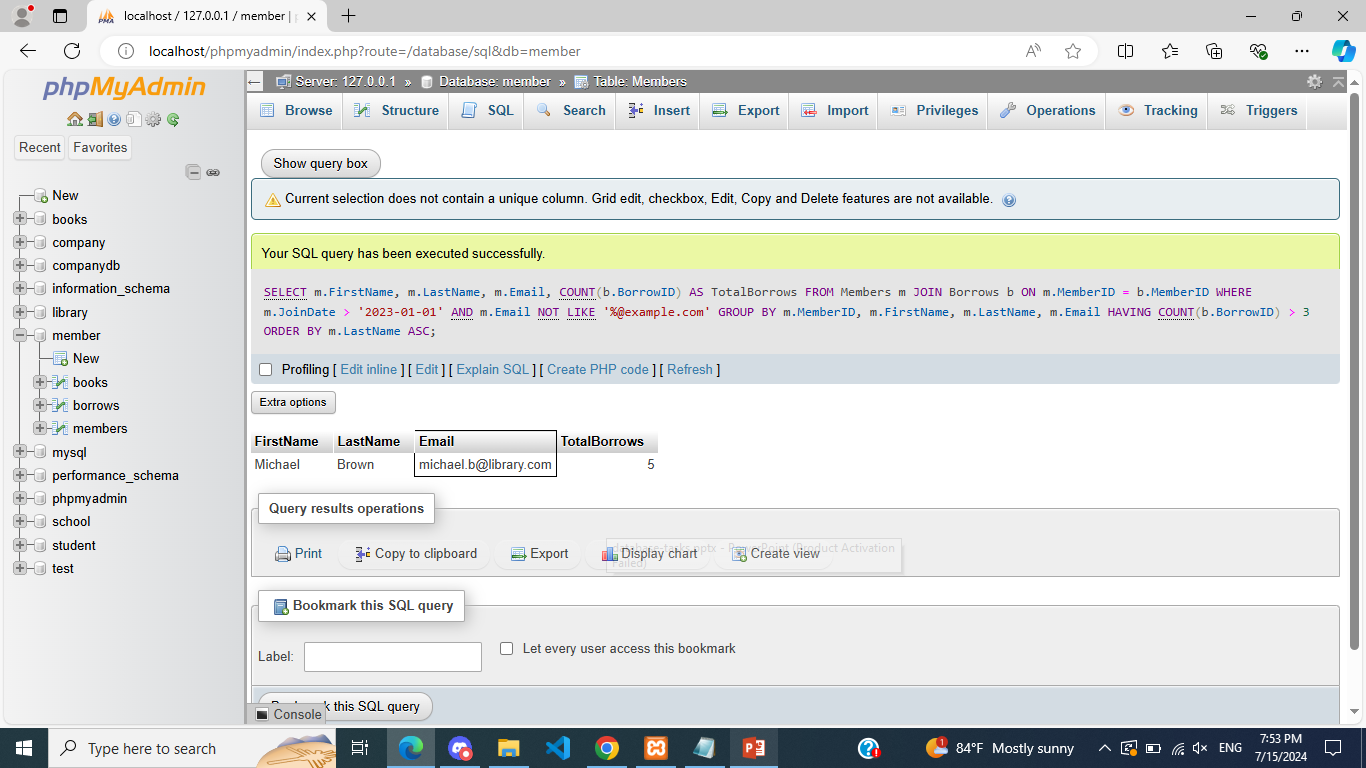 localhost / 127.0.0.1 / member |
localhost/phpmyadmin/index.php?route=/database/sql&db=member
phpMyAdmin
Recent
Favorites
New
books
company
companydb
information_schema
library
member
New
books
borrows
members
mysql
performance_schema
phpmyadmin
school
student
test
Server: 127.0.0.1 » Database: member » Table: Members
Browse Structure SQL Search Insert Export Import Privileges Operations Tracking Triggers
Show query box
Current selection does not contain a unique column. Grid edit, checkbox, Edit, Copy and Delete features are not available.
Your SQL query has been executed successfully.
SELECT m.FirstName, m.LastName, m.Email, COUNT(b.BorrowID) AS TotalBorrows FROM Members m JOIN Borrows b ON m.MemberID = b.MemberID WHERE
m.JoinDate > '2023-01-01' AND m.Email NOT LIKE '%@example.com' GROUP BY m.MemberID, m.FirstName, m.LastName, m.Email HAVING COUNT(b.BorrowID) > 3
ORDER BY m.LastName ASC;
Profiling [ Edit inline ] [ Edit ] [ Explain SQL ] [ Create PHP code ] [ Refresh ]
Extra options
FirstName LastName Email TotalBorrows
Michael Brown michael.b@library.com 5
Query results operations
Print Copy to clipboard Export Display chart Create view
.pptx - PowerPoint (Product Activation
Failed)
Bookmark this SQL query
Label:
Let every user access this bookmark
k this SQL query
Console
Type here to search
84°F Mostly sunny
ENG
7:53 PM
7/15/2024